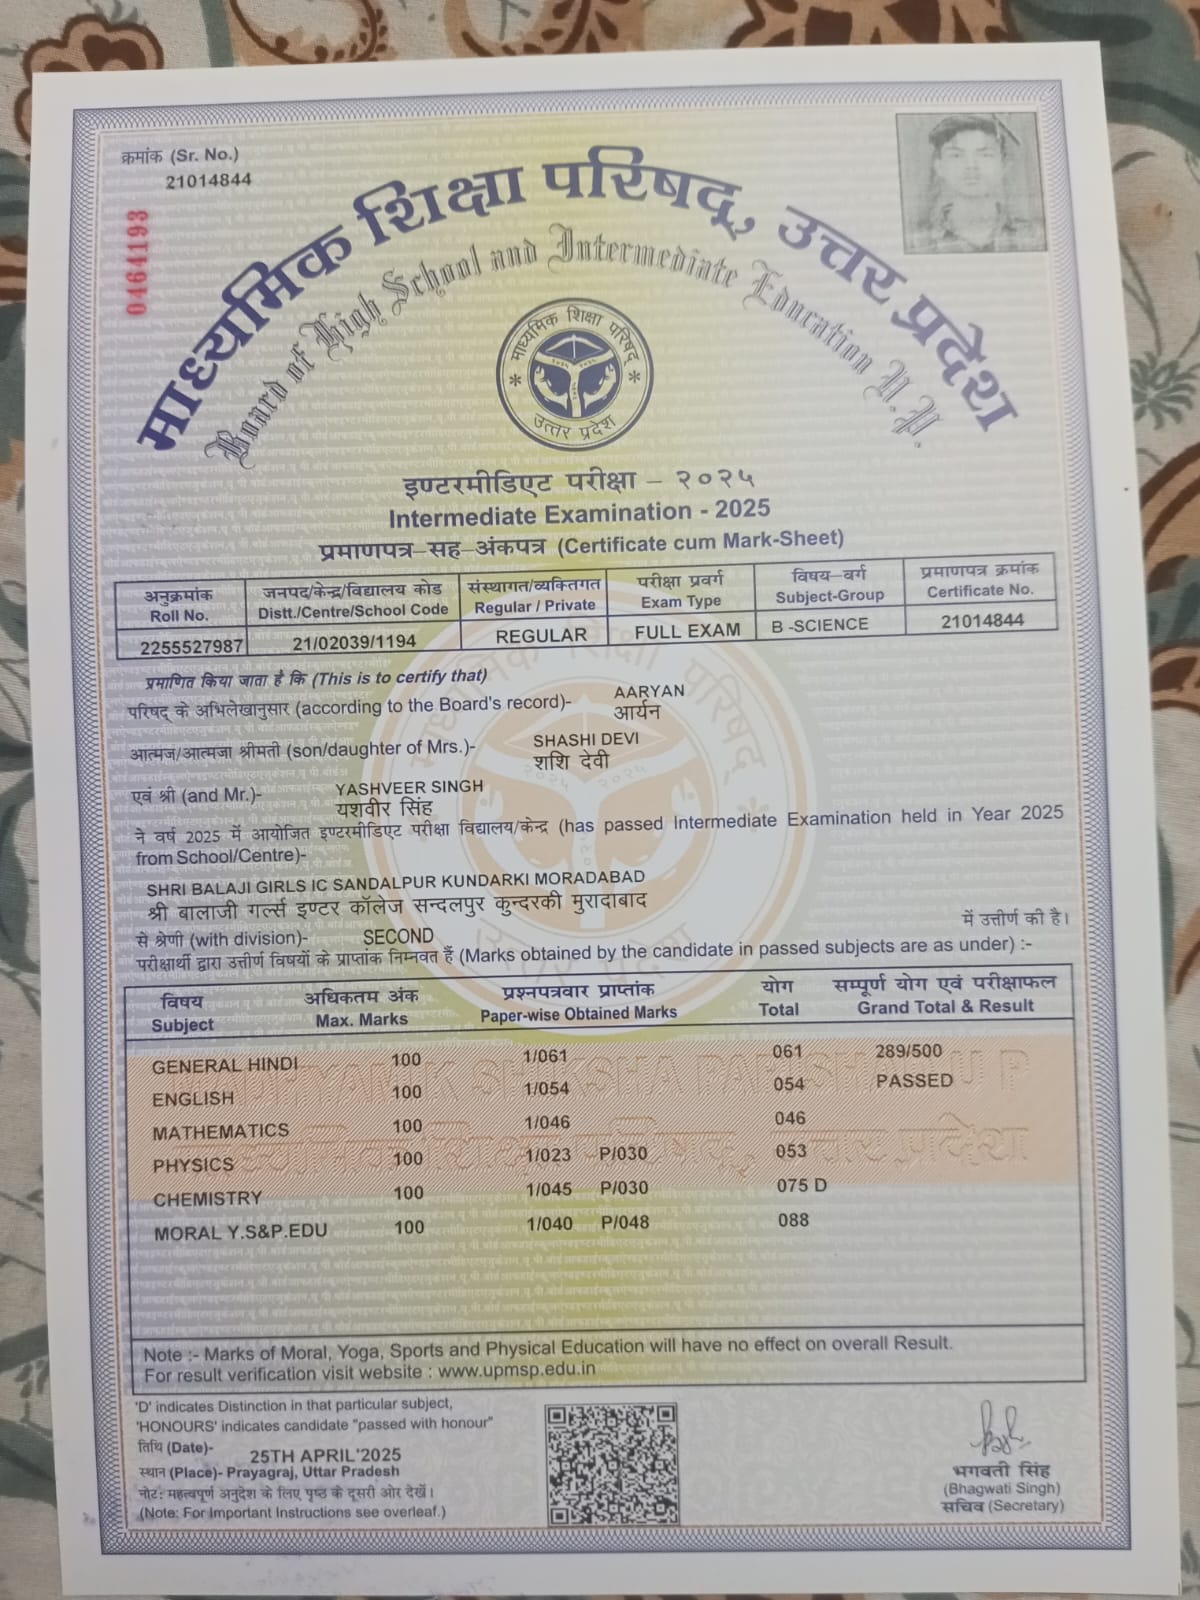 क्रमांक (Sr. No.)
21014844
0464193
माध्यमिक शिक्षा परिषद्, उत्तर प्रदेश
Board of High School and Intermediate Education U.P.
माध्यमिक शिक्षा परिषद्
उत्तर प्रदेश
इण्टरमीडिएट परीक्षा – २०२५
Intermediate Examination - 2025
प्रमाणपत्र–सह–अंकपत्र (Certificate cum Mark-Sheet)
अनुक्रमांक जनपद/केन्द्र/विद्यालय कोड संस्थागत/व्यक्तिगत परीक्षा प्रवर्ग विषय–वर्ग प्रमाणपत्र क्रमांक
Roll No. Distt./Centre/School Code Regular / Private Exam Type Subject-Group Certificate No.
2255527987 21/02039/1194 REGULAR FULL EXAM B -SCIENCE 21014844
प्रमाणित किया जाता है कि (This is to certify that)
परिषद् के अभिलेखानुसार (according to the Board's record)- AARYAN
आर्यन
आत्मज/आत्मजा श्रीमती (son/daughter of Mrs.)- SHASHI DEVI
शशि देवी
एवं श्री (and Mr.)- YASHVEER SINGH
यशवीर सिंह
ने वर्ष 2025 में आयोजित इण्टरमीडिएट परीक्षा विद्यालय/केन्द्र (has passed Intermediate Examination held in Year 2025
from School/Centre)-
SHRI BALAJI GIRLS IC SANDALPUR KUNDARKI MORADABAD
श्री बालाजी गर्ल्स इण्टर कॉलेज सन्दलपुर कुन्दरकी मुरादाबाद
में उत्तीर्ण की है।
से श्रेणी (with division)- SECOND
परीक्षार्थी द्वारा उत्तीर्ण विषयों के प्राप्तांक निम्नवत हैं (Marks obtained by the candidate in passed subjects are as under) :-
विषय अधिकतम अंक प्रश्नपत्रवार प्राप्तांक योग सम्पूर्ण योग एवं परीक्षाफल
Subject Max. Marks Paper-wise Obtained Marks Total Grand Total & Result
GENERAL HINDI 100 1/061 061 289/500
ENGLISH 100 1/054 054 PASSED
MATHEMATICS 100 1/046 046
PHYSICS 100 1/023 P/030 053
CHEMISTRY 100 1/045 P/030 075 D
MORAL Y.S&P.EDU 100 1/040 P/048 088
Note :- Marks of Moral, Yoga, Sports and Physical Education will have no effect on overall Result.
For result verification visit website : www.upmsp.edu.in
'D' indicates Distinction in that particular subject,
'HONOURS' indicates candidate "passed with honour"
तिथि (Date)- 25TH APRIL'2025
स्थान (Place)- Prayagraj, Uttar Pradesh
नोट: महत्वपूर्ण अनुदेश के लिए पृष्ठ के दूसरी ओर देखें।
(Note: For Important Instructions see overleaf.)
भगवती सिंह
(Bhagwati Singh)
सचिव (Secretary)